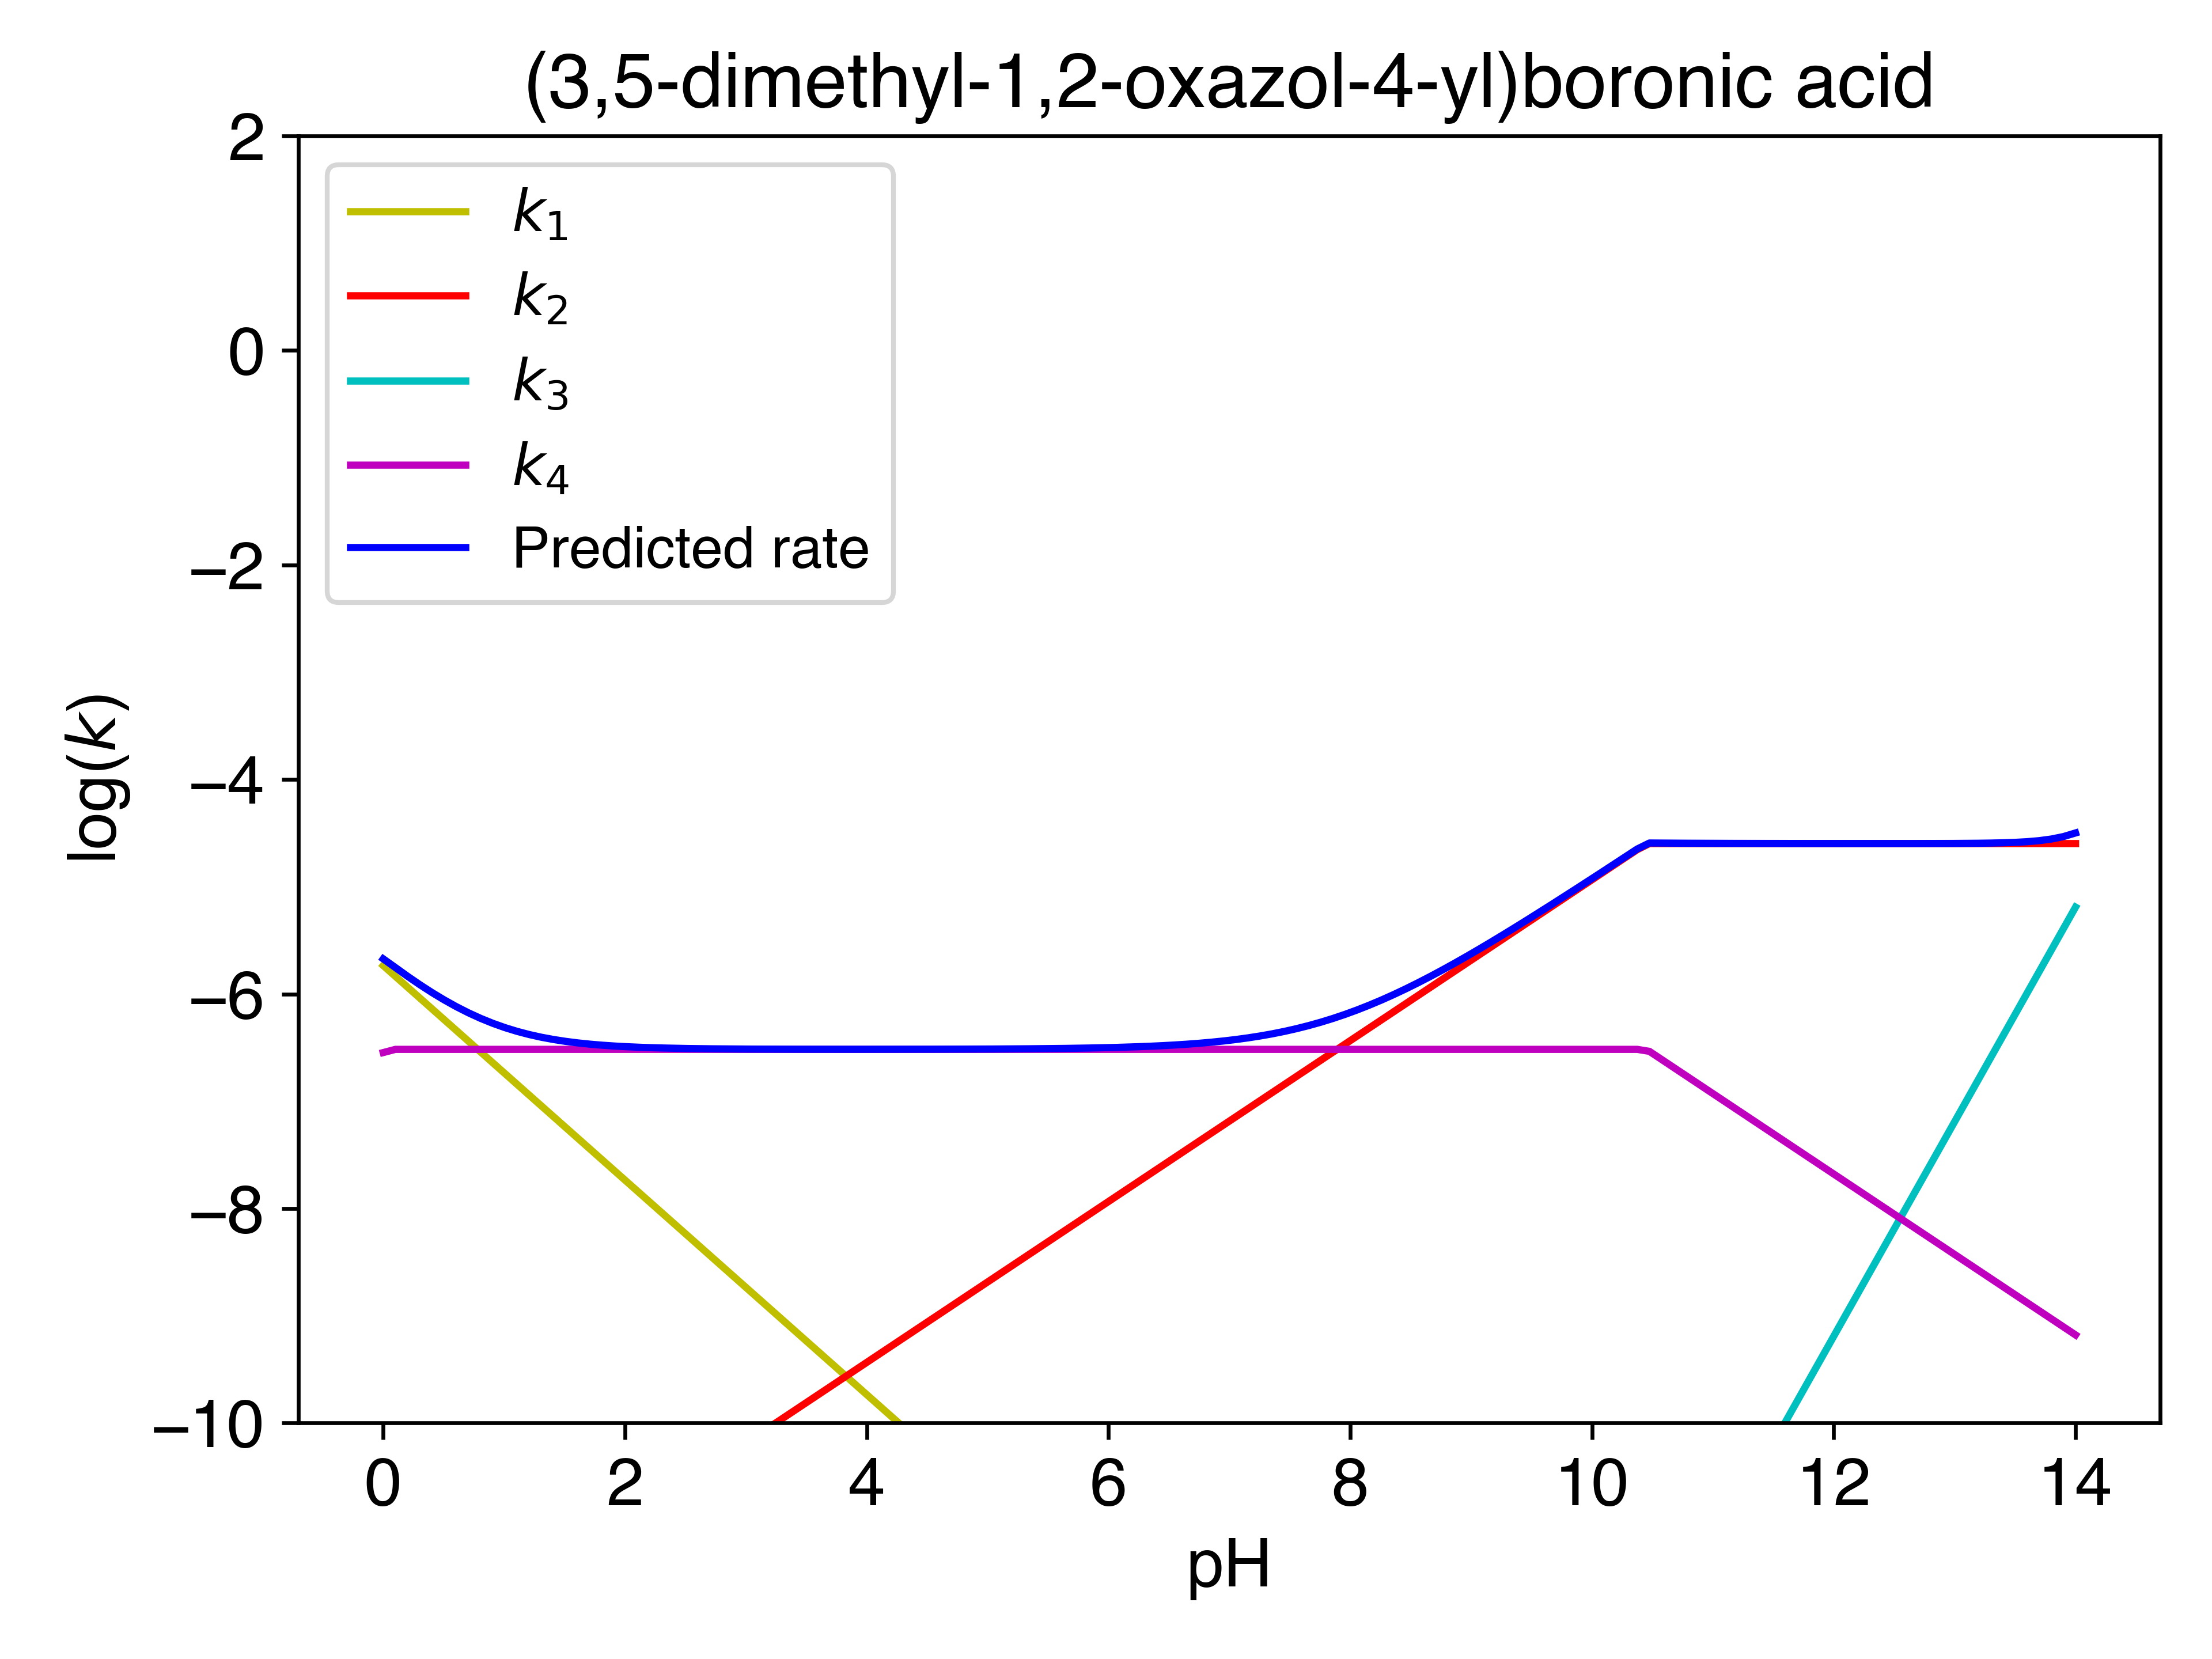 (3,5-dimethyl-1,2-oxazol-4-yl)boronic acid
2
0
−2
−4
−6
−8
−10
log(k)
k₁
k₂
k₃
k₄
Predicted rate
0 2 4 6 8 10 12 14
pH